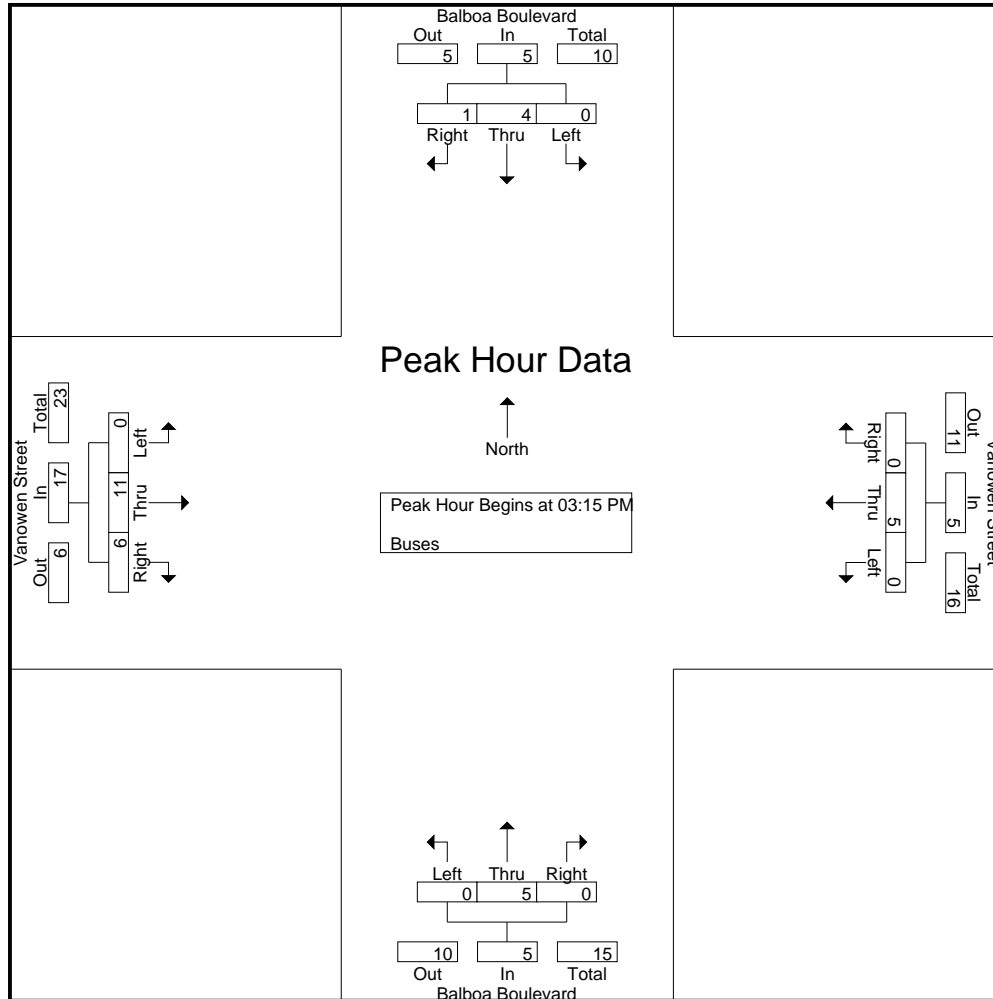 Balboa Boulevard
Out In Total
5 5 10
1 4 0
Right Thru Left
Peak Hour Data
North
Peak Hour Begins at 03:15 PM
Buses
Vanowen Street
Total In Out
23 17 6
0 11 6
Left Thru Right
Right Thru Left
0 5 0
11 5 16
Out In Total
Vanowen Street
Left Thru Right
0 5 0
10 5 15
Out In Total
Balboa Boulevard